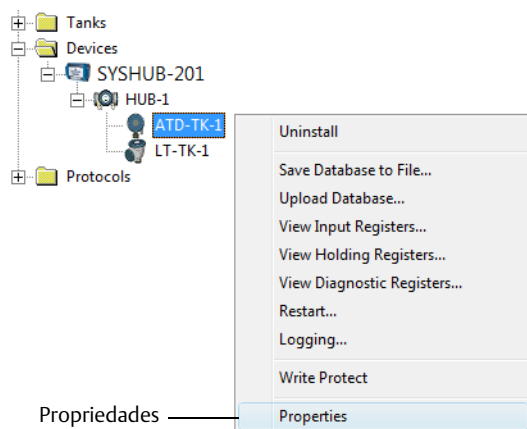 Tanks
Devices
SYSHUB-201
HUB-1
ATD-TK-1
LT-TK-1
Protocols
Uninstall
Save Database to File...
Upload Database...
View Input Registers...
View Holding Registers...
View Diagnostic Registers...
Restart...
Logging...
Write Protect
Propriedades
Properties